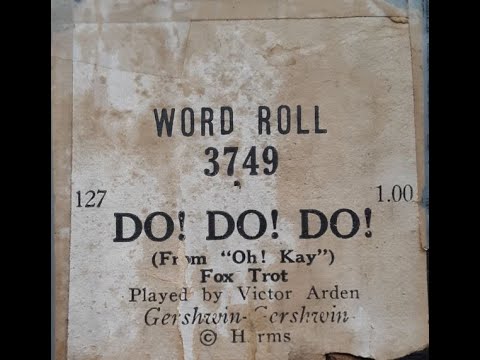 WORD ROLL
3749
127
1.00
DO! DO! DO!
(From "Oh! Kay")
Fox Trot
Played by Victor Arden
Gershwin-Gershwin
© Harms